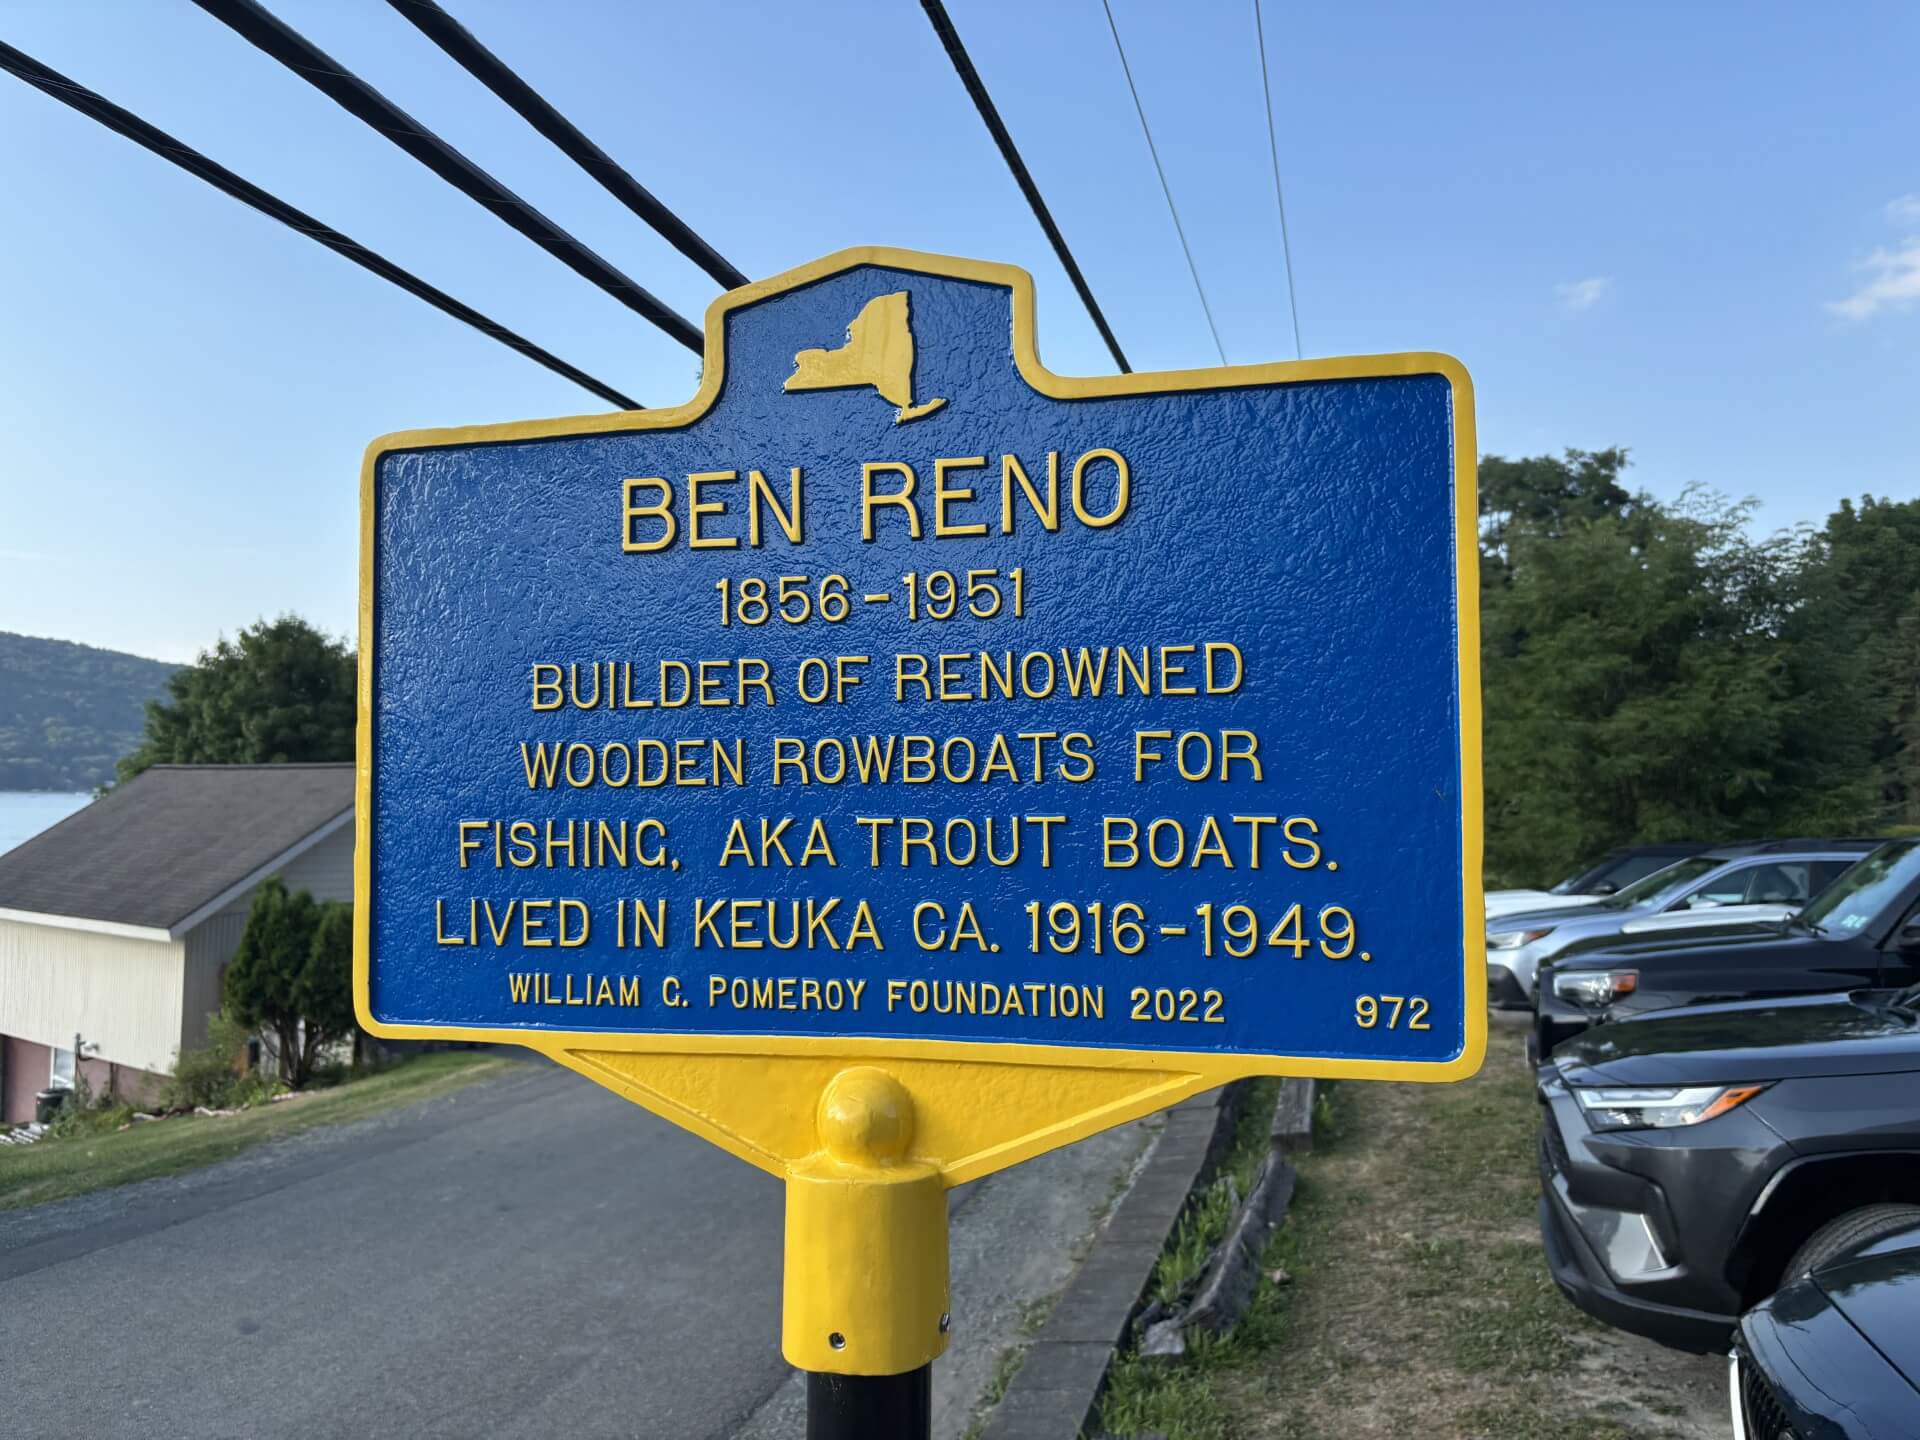 BEN RENO
1856-1951
BUILDER OF RENOWNED
WOODEN ROWBOATS FOR
FISHING, AKA TROUT BOATS.
LIVED IN KEUKA CA. 1916-1949.
WILLIAM G. POMEROY FOUNDATION 2022 972